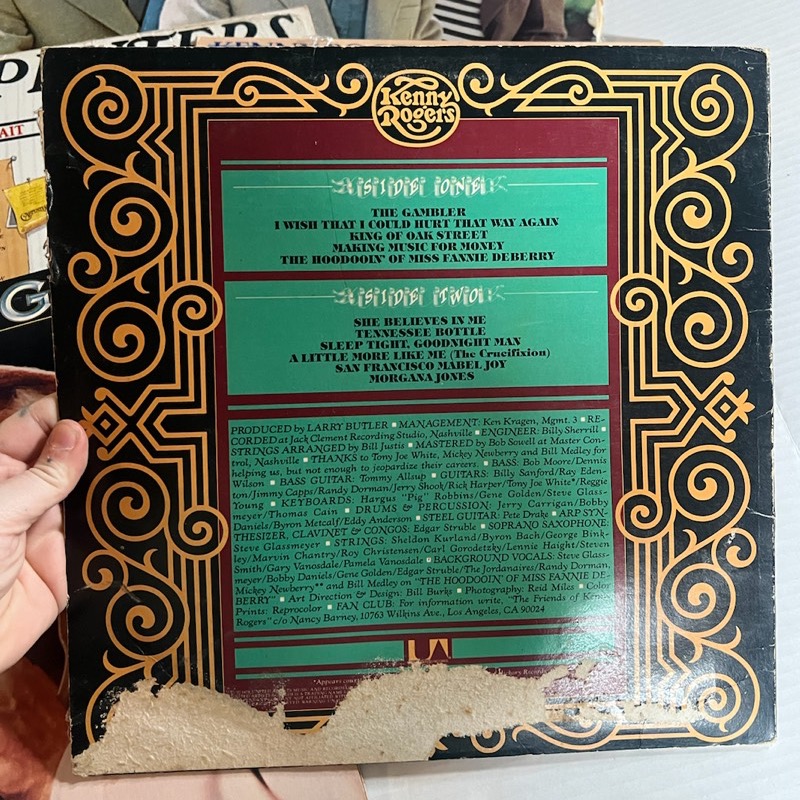 Kenny
Rogers
SIDE ONE
THE GAMBLER
I WISH THAT I COULD HURT THAT WAY AGAIN
KING OF OAK STREET
MAKING MUSIC FOR MONEY
THE HOODOOIN' OF MISS FANNIE DEBERRY
SIDE TWO
SHE BELIEVES IN ME
TENNESSEE BOTTLE
SLEEP TIGHT, GOODNIGHT MAN
A LITTLE MORE LIKE ME (The Crucifixion)
SAN FRANCISCO MABEL JOY
MORGANA JONES
PRODUCED by LARRY BUTLER ▪ MANAGEMENT: Ken Kragen, Mgmt. 3 ▪ RE-
CORDED at Jack Clement Recording Studio, Nashville ▪ ENGINEER: Billy Sherrill ▪
STRINGS ARRANGED by Bill Justis ▪ MASTERED by Bob Sowell at Master Con-
trol, Nashville ▪ THANKS to Tony Joe White, Mickey Newberry and Bill Medley for
helping us, but not enough to jeopardize their careers. ▪ BASS: Bob Moore/Dennis
Wilson ▪ BASS GUITAR: Tommy Allsup ▪ GUITARS: Billy Sanford/Ray Eden-
ton/Jimmy Capps/Randy Dorman/Jerry Shook/Rick Harper/Tony Joe White*/Reggie
Young ▪ KEYBOARDS: Hargus "Pig" Robbins/Gene Golden/Steve Glass-
meyer/Thomas Cain ▪ DRUMS & PERCUSSION: Jerry Carrigan/Bobby
Daniels/Byron Metcalf/Eddy Anderson ▪ STEEL GUITAR: Pete Drake ▪ ARP SYN-
THESIZER, CLAVINET & CONGOS: Edgar Struble ▪ SOPRANO SAXOPHONE:
Steve Glassmeyer ▪ STRINGS: Sheldon Kurland/Byron Bach/George Bink-
ley/Marvin Chantry/Roy Christensen/Carl Gorodetzky/Lennie Haight/Steven
Smith/Gary Vanosdale/Pamela Vanosdale ▪ BACKGROUND VOCALS: Steve Glass-
meyer/Bobby Daniels/Gene Golden/Edgar Struble/The Jordanaires/Randy Dorman,
Mickey Newberry** and Bill Medley on "THE HOODOOIN' OF MISS FANNIE DE-
BERRY" ▪ Art Direction & Design: Bill Burks ▪ Photography: Reid Miles ▪ Color
Prints: Reprocolor ▪ FAN CLUB: For information write, "The Friends of Kenny
Rogers" c/o Nancy Barney, 10763 Wilkins Ave., Los Angeles, CA 90024
UA
*Appears